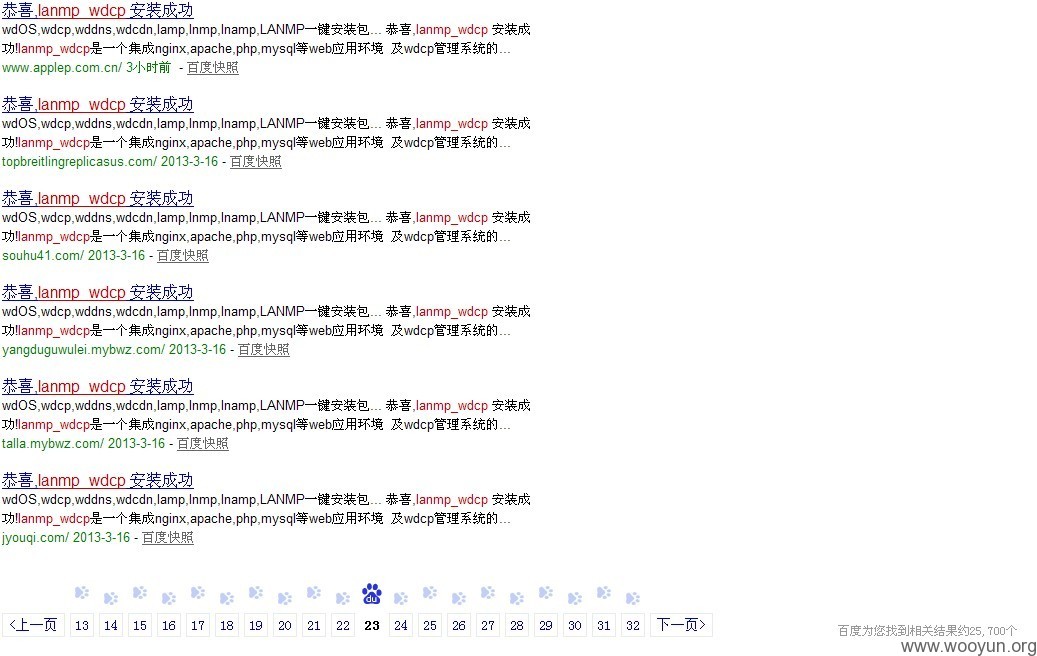 恭喜,lanmp_wdcp 安装成功
wdOS,wdcp,wddns,wdcdn,lamp,lnmp,lnamp,LANMP一键安装包... 恭喜,lanmp_wdcp 安装成
功!lanmp_wdcp是一个集成nginx,apache,php,mysql等web应用环境 及wdcp管理系统的...
www.applep.com.cn/ 3小时前 - 百度快照
恭喜,lanmp_wdcp 安装成功
wdOS,wdcp,wddns,wdcdn,lamp,lnmp,lnamp,LANMP一键安装包... 恭喜,lanmp_wdcp 安装成
功!lanmp_wdcp是一个集成nginx,apache,php,mysql等web应用环境 及wdcp管理系统的...
topbreitlingreplicasus.com/ 2013-3-16 - 百度快照
恭喜,lanmp_wdcp 安装成功
wdOS,wdcp,wddns,wdcdn,lamp,lnmp,lnamp,LANMP一键安装包... 恭喜,lanmp_wdcp 安装成
功!lanmp_wdcp是一个集成nginx,apache,php,mysql等web应用环境 及wdcp管理系统的...
souhu41.com/ 2013-3-16 - 百度快照
恭喜,lanmp_wdcp 安装成功
wdOS,wdcp,wddns,wdcdn,lamp,lnmp,lnamp,LANMP一键安装包... 恭喜,lanmp_wdcp 安装成
功!lanmp_wdcp是一个集成nginx,apache,php,mysql等web应用环境 及wdcp管理系统的...
yangduguwulei.mybwz.com/ 2013-3-16 - 百度快照
恭喜,lanmp_wdcp 安装成功
wdOS,wdcp,wddns,wdcdn,lamp,lnmp,lnamp,LANMP一键安装包... 恭喜,lanmp_wdcp 安装成
功!lanmp_wdcp是一个集成nginx,apache,php,mysql等web应用环境 及wdcp管理系统的...
talla.mybwz.com/ 2013-3-16 - 百度快照
恭喜,lanmp_wdcp 安装成功
wdOS,wdcp,wddns,wdcdn,lamp,lnmp,lnamp,LANMP一键安装包... 恭喜,lanmp_wdcp 安装成
功!lanmp_wdcp是一个集成nginx,apache,php,mysql等web应用环境 及wdcp管理系统的...
jyouqi.com/ 2013-3-16 - 百度快照
du
<上一页 13 14 15 16 17 18 19 20 21 22 23 24 25 26 27 28 29 30 31 32 下一页>
百度为您找到相关结果约25,700个
www.wooyun.org